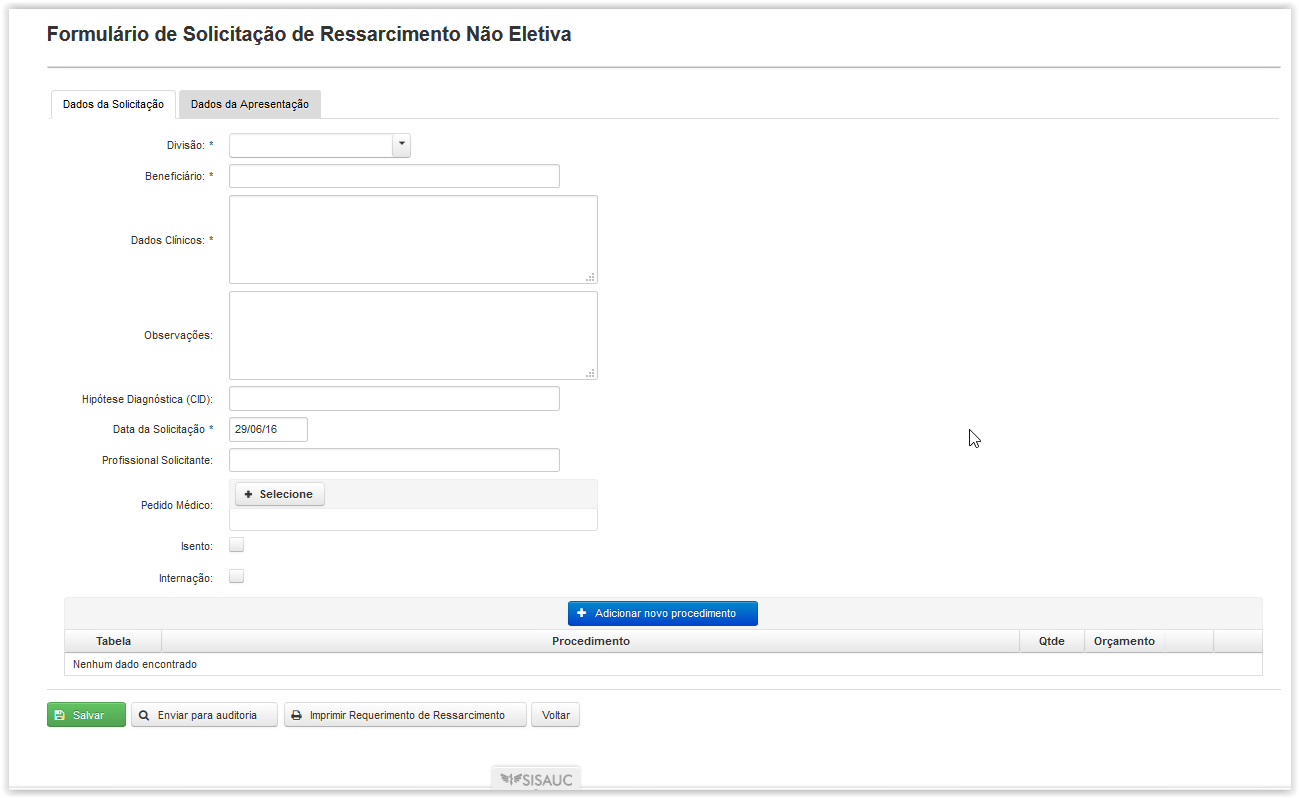 Formulário de Solicitação de Ressarcimento Não Eletiva
Dados da Solicitação Dados da Apresentação
Divisão: *
Beneficiário: *
Dados Clínicos: *
Observações:
Hipótese Diagnóstica (CID):
Data da Solicitação * 29/06/16
Profissional Solicitante:
Pedido Médico: Selecione
Isento:
Internação:
Adicionar novo procedimento
Tabela Procedimento Qtde Orçamento
Nenhum dado encontrado
Salvar Enviar para auditoria Imprimir Requerimento de Ressarcimento Voltar
SISAUC